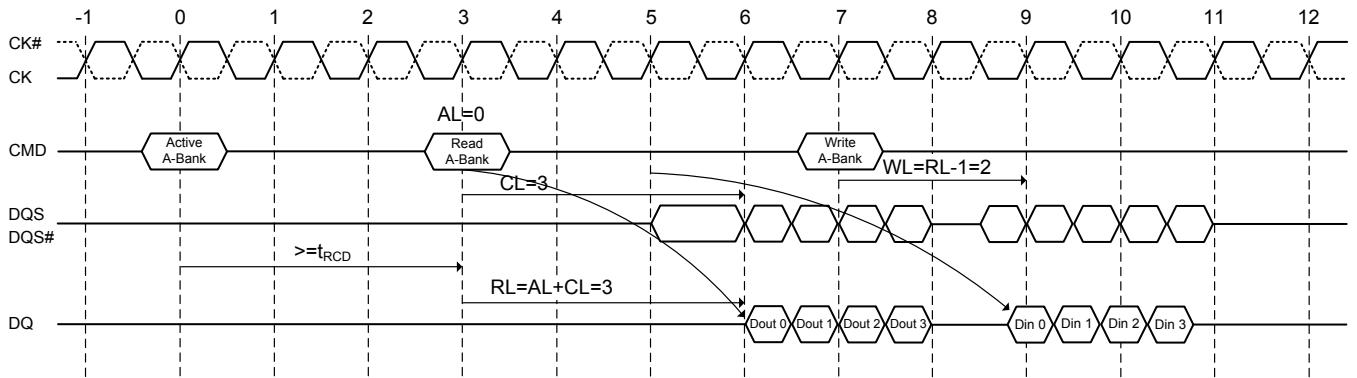 -1 0 1 2 3 4 5 6 7 8 9 10 11 12
CK#
CK
AL=0
CMD
Active
A-Bank
Read
A-Bank
Write
A-Bank
WL=RL-1=2
CL=3
DQS
DQS#
>=tRCD
RL=AL+CL=3
DQ
Dout 0 Dout 1 Dout 2 Dout 3 Din 0 Din 1 Din 2 Din 3